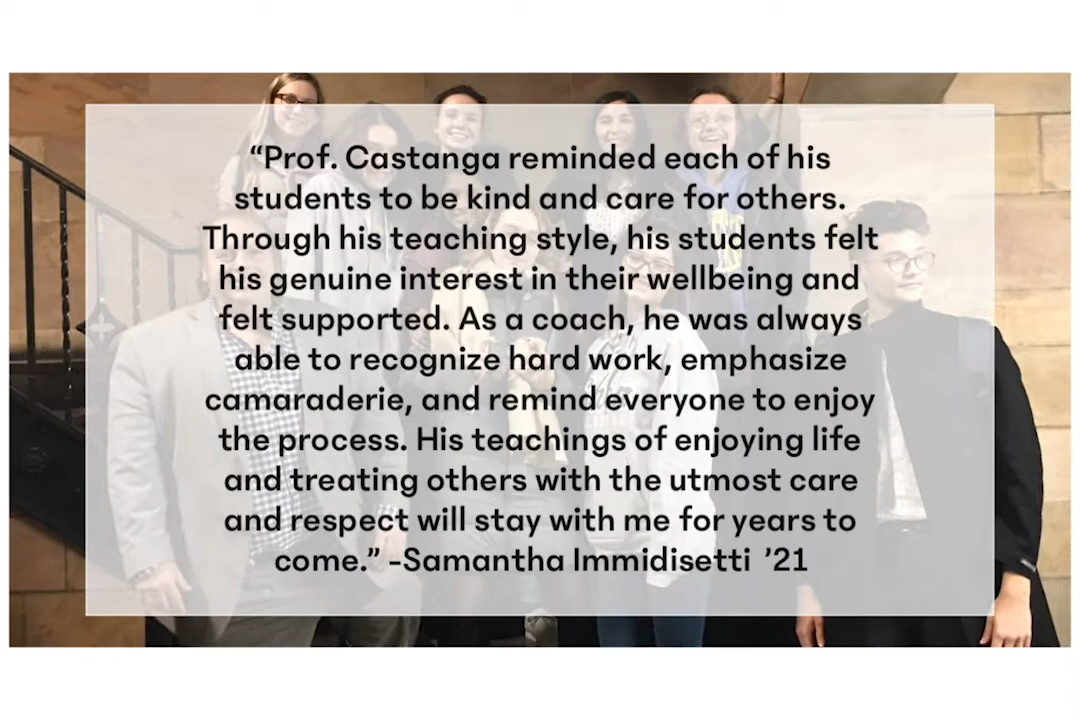 “Prof. Castanga reminded each of his
students to be kind and care for others.
Through his teaching style, his students felt
his genuine interest in their wellbeing and
felt supported. As a coach, he was always
able to recognize hard work, emphasize
camaraderie, and remind everyone to enjoy
the process. His teachings of enjoying life
and treating others with the utmost care
and respect will stay with me for years to
come.” -Samantha Immidisetti ’21